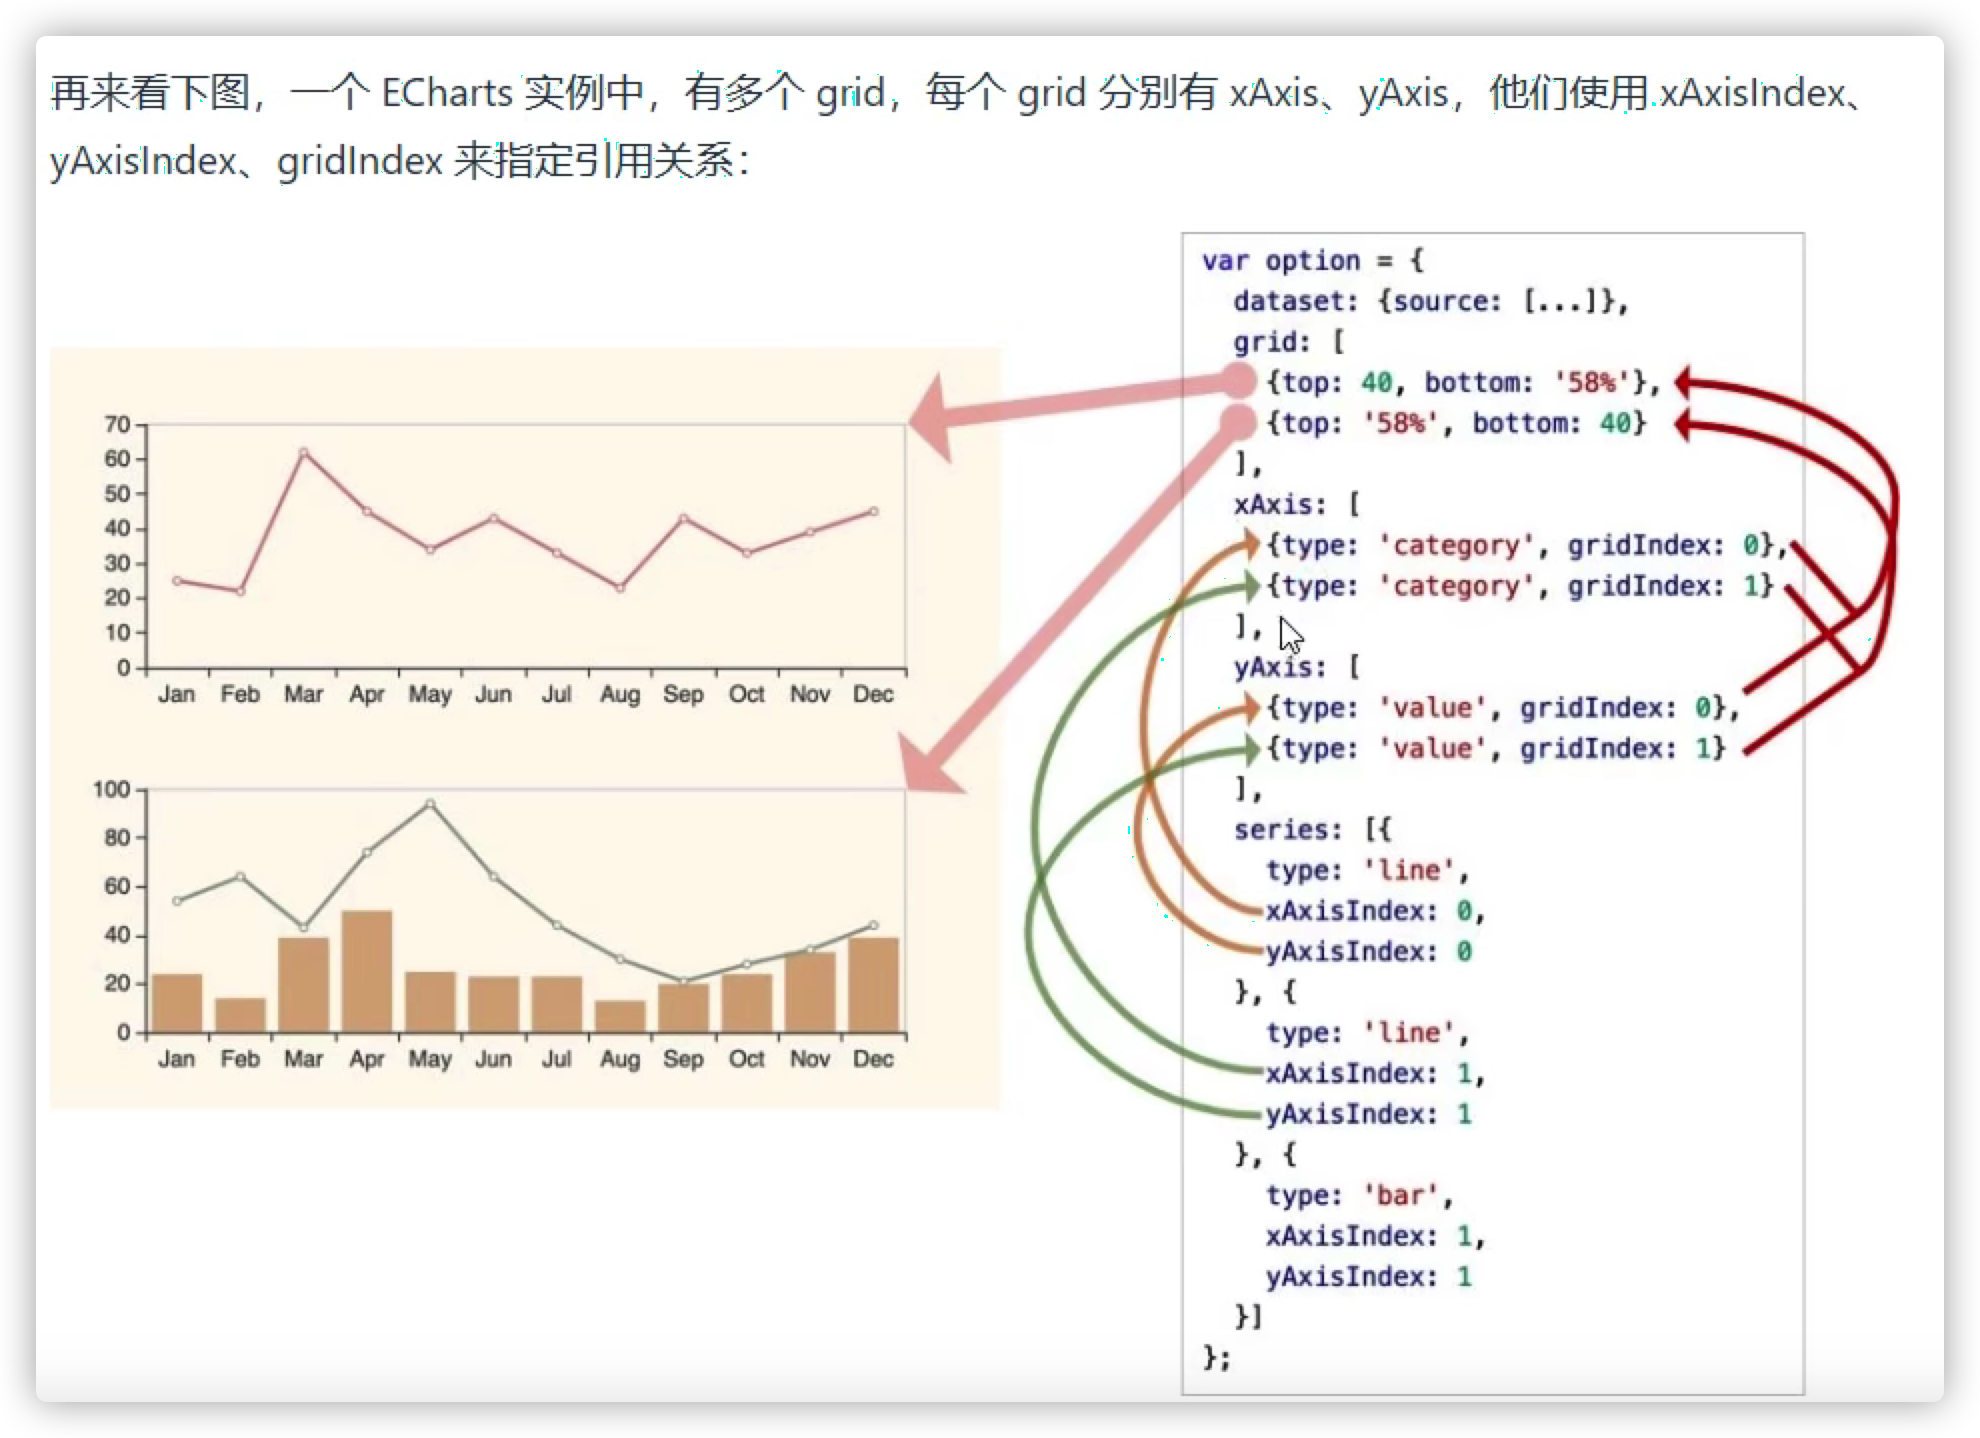 再来看下图，一个 ECharts 实例中，有多个 grid，每个 grid 分别有 xAxis、yAxis，他们使用 xAxisIndex、
yAxisIndex、gridIndex 来指定引用关系：
70
60
50
40
30
20
10
0
Jan Feb Mar Apr May Jun Jul Aug Sep Oct Nov Dec
100
80
60
40
20
0
Jan Feb Mar Apr May Jun Jul Aug Sep Oct Nov Dec
var option = {
dataset: {source: [...]},
grid: [
{top: 40, bottom: '58%'},
{top: '58%', bottom: 40}
],
xAxis: [
{type: 'category', gridIndex: 0},
{type: 'category', gridIndex: 1}
],
yAxis: [
{type: 'value', gridIndex: 0},
{type: 'value', gridIndex: 1}
],
series: [{
type: 'line',
xAxisIndex: 0,
yAxisIndex: 0
}, {
type: 'line',
xAxisIndex: 1,
yAxisIndex: 1
}, {
type: 'bar',
xAxisIndex: 1,
yAxisIndex: 1
}]
};